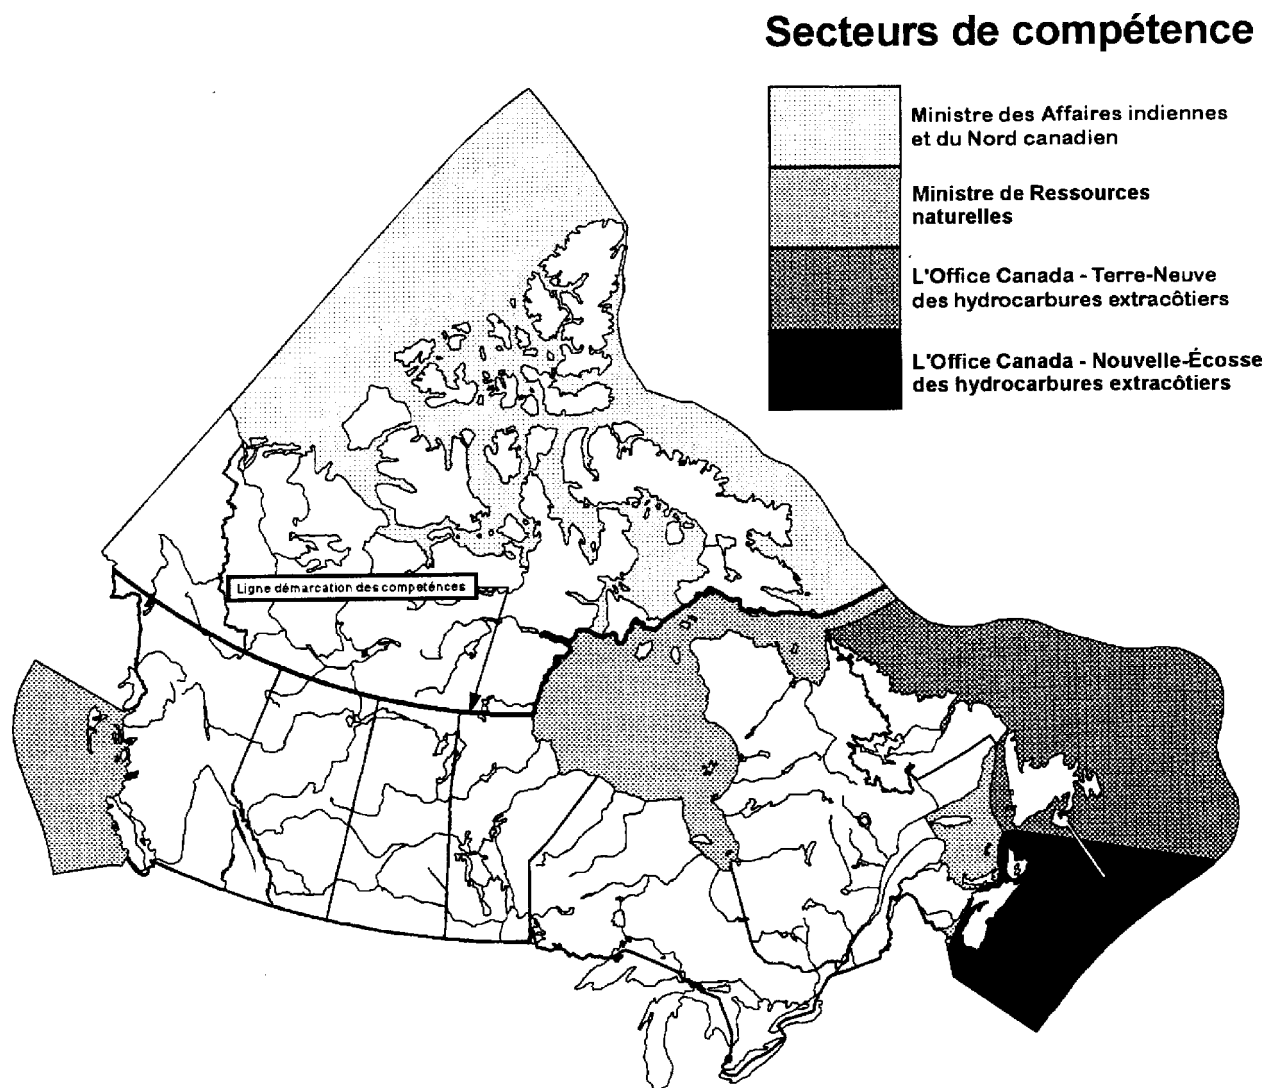 Secteurs de compétence
Ministre des Affaires indiennes
et du Nord canadien
Ministre de Ressources
naturelles
L'Office Canada - Terre-Neuve
des hydrocarbures extracôtiers
L'Office Canada - Nouvelle-Écosse
des hydrocarbures extracôtiers
Ligne démarcation des competénces